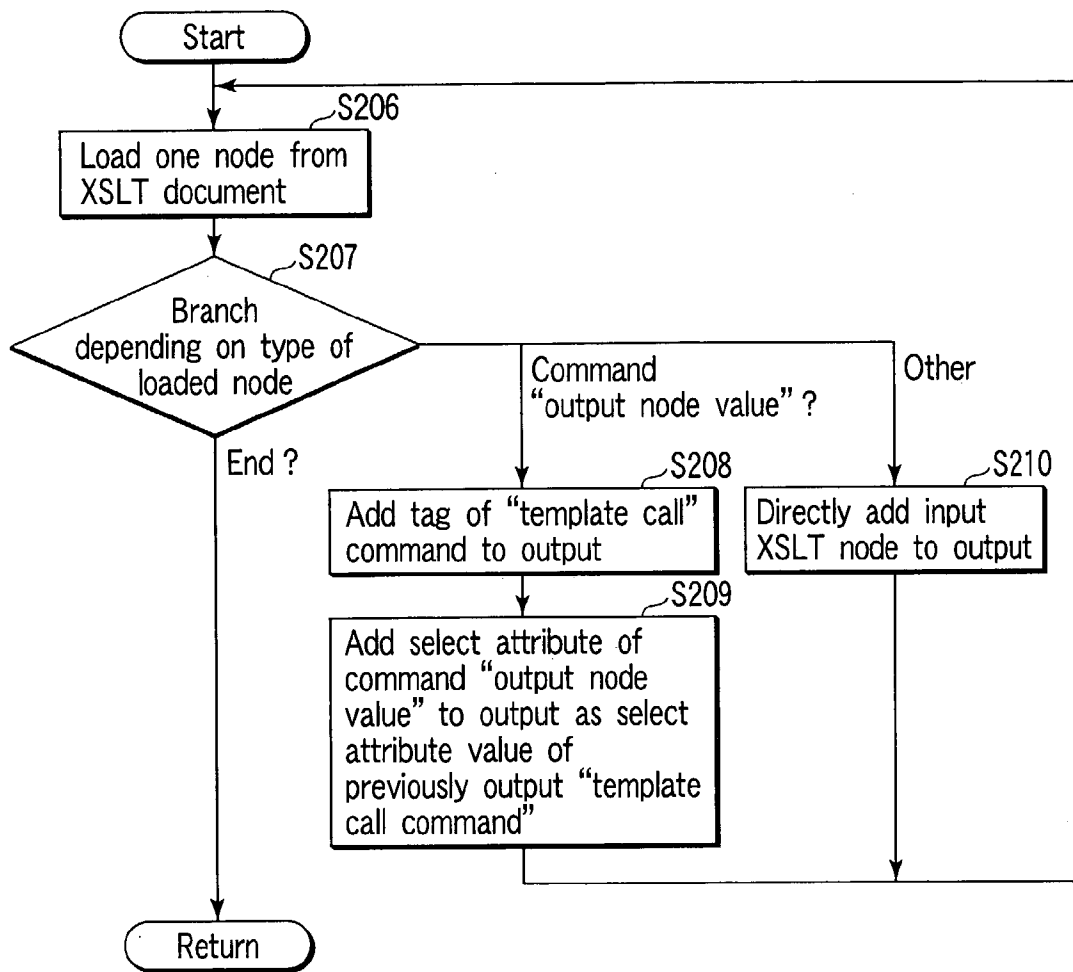 Start
S206
Load one node from
XSLT document
S207
Branch
depending on type of
loaded node
Command
“output node value” ?
Other
End ?
S208
Add tag of “template call”
command to output
S210
Directly add input
XSLT node to output
S209
Add select attribute of
command “output node
value” to output as select
attribute value of
previously output “template
call command”
Return